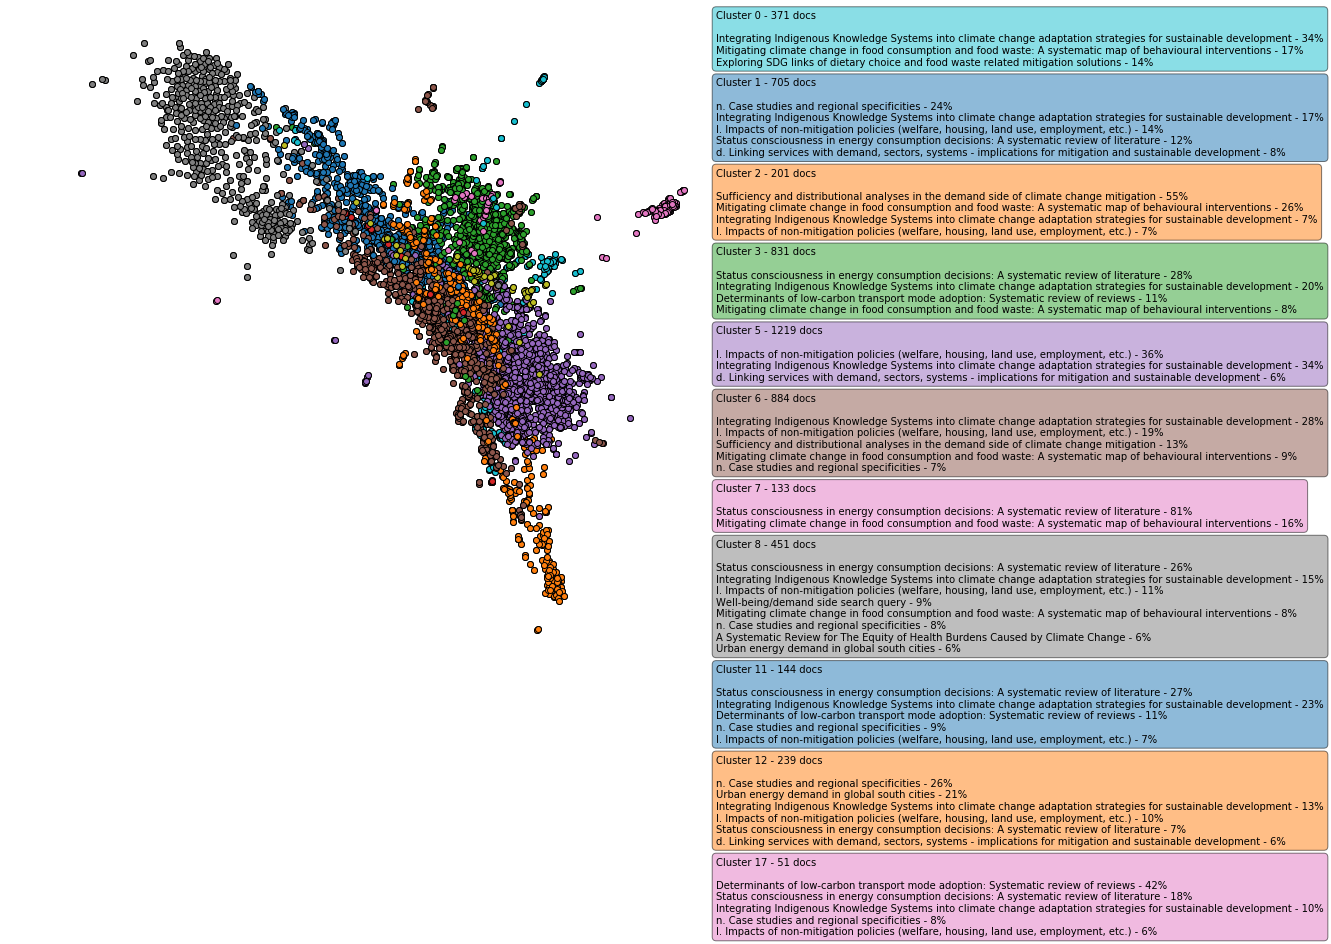 Cluster 0 - 371 docs
Integrating Indigenous Knowledge Systems into climate change adaptation strategies for sustainable development - 34%
Mitigating climate change in food consumption and food waste: A systematic map of behavioural interventions - 17%
Exploring SDG links of dietary choice and food waste related mitigation solutions - 14%
Cluster 1 - 705 docs
n. Case studies and regional specificities - 24%
Integrating Indigenous Knowledge Systems into climate change adaptation strategies for sustainable development - 17%
l. Impacts of non-mitigation policies (welfare, housing, land use, employment, etc.) - 14%
Status consciousness in energy consumption decisions: A systematic review of literature - 12%
d. Linking services with demand, sectors, systems - implications for mitigation and sustainable development - 8%
Cluster 2 - 201 docs
Sufficiency and distributional analyses in the demand side of climate change mitigation - 55%
Mitigating climate change in food consumption and food waste: A systematic map of behavioural interventions - 26%
Integrating Indigenous Knowledge Systems into climate change adaptation strategies for sustainable development - 7%
l. Impacts of non-mitigation policies (welfare, housing, land use, employment, etc.) - 7%
Cluster 3 - 831 docs
Status consciousness in energy consumption decisions: A systematic review of literature - 28%
Integrating Indigenous Knowledge Systems into climate change adaptation strategies for sustainable development - 20%
Determinants of low-carbon transport mode adoption: Systematic review of reviews - 11%
Mitigating climate change in food consumption and food waste: A systematic map of behavioural interventions - 8%
Cluster 5 - 1219 docs
l. Impacts of non-mitigation policies (welfare, housing, land use, employment, etc.) - 36%
Integrating Indigenous Knowledge Systems into climate change adaptation strategies for sustainable development - 34%
d. Linking services with demand, sectors, systems - implications for mitigation and sustainable development - 6%
Cluster 6 - 884 docs
Integrating Indigenous Knowledge Systems into climate change adaptation strategies for sustainable development - 28%
l. Impacts of non-mitigation policies (welfare, housing, land use, employment, etc.) - 19%
Sufficiency and distributional analyses in the demand side of climate change mitigation - 13%
Mitigating climate change in food consumption and food waste: A systematic map of behavioural interventions - 9%
n. Case studies and regional specificities - 7%
Cluster 7 - 133 docs
Status consciousness in energy consumption decisions: A systematic review of literature - 81%
Mitigating climate change in food consumption and food waste: A systematic map of behavioural interventions - 16%
Cluster 8 - 451 docs
Status consciousness in energy consumption decisions: A systematic review of literature - 26%
Integrating Indigenous Knowledge Systems into climate change adaptation strategies for sustainable development - 15%
l. Impacts of non-mitigation policies (welfare, housing, land use, employment, etc.) - 11%
Well-being/demand side search query - 9%
Mitigating climate change in food consumption and food waste: A systematic map of behavioural interventions - 8%
n. Case studies and regional specificities - 8%
A Systematic Review for The Equity of Health Burdens Caused by Climate Change - 6%
Urban energy demand in global south cities - 6%
Cluster 11 - 144 docs
Status consciousness in energy consumption decisions: A systematic review of literature - 27%
Integrating Indigenous Knowledge Systems into climate change adaptation strategies for sustainable development - 23%
Determinants of low-carbon transport mode adoption: Systematic review of reviews - 11%
n. Case studies and regional specificities - 9%
l. Impacts of non-mitigation policies (welfare, housing, land use, employment, etc.) - 7%
Cluster 12 - 239 docs
n. Case studies and regional specificities - 26%
Urban energy demand in global south cities - 21%
Integrating Indigenous Knowledge Systems into climate change adaptation strategies for sustainable development - 13%
l. Impacts of non-mitigation policies (welfare, housing, land use, employment, etc.) - 10%
Status consciousness in energy consumption decisions: A systematic review of literature - 7%
d. Linking services with demand, sectors, systems - implications for mitigation and sustainable development - 6%
Cluster 17 - 51 docs
Determinants of low-carbon transport mode adoption: Systematic review of reviews - 42%
Status consciousness in energy consumption decisions: A systematic review of literature - 18%
Integrating Indigenous Knowledge Systems into climate change adaptation strategies for sustainable development - 10%
n. Case studies and regional specificities - 8%
l. Impacts of non-mitigation policies (welfare, housing, land use, employment, etc.) - 6%